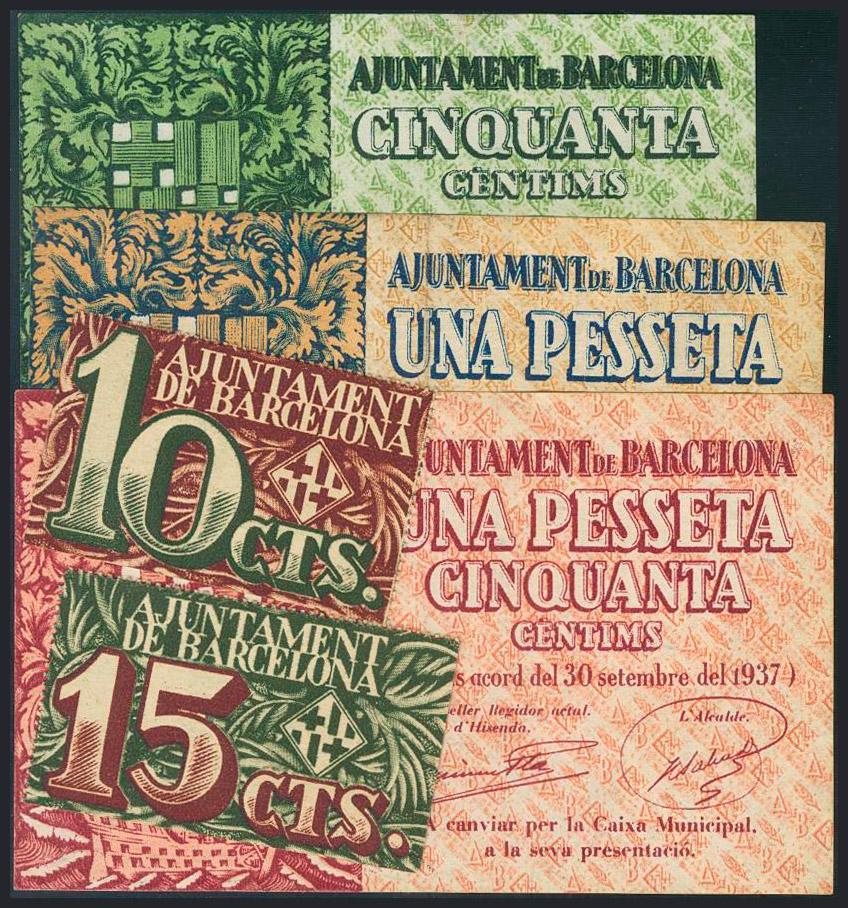 AJUNTAMENT DE BARCELONA
CINQUANTA
CÈNTIMS
AJUNTAMENT DE BARCELONA
UNA PESSETA
AJUNTAMENT
DE BARCELONA
10 CTS.
UNTAMENT DE BARCELONA
UNA PESSETA
CINQUANTA
CÈNTIMS
s acord del 30 setembre del 1937)
eller Regidor actal.
d'Hisenda.
L'Alcalde.
canviar per la Caixa Municipal,
a la seva presentació.
AJUNTAMENT
DE BARCELONA
15 CTS.